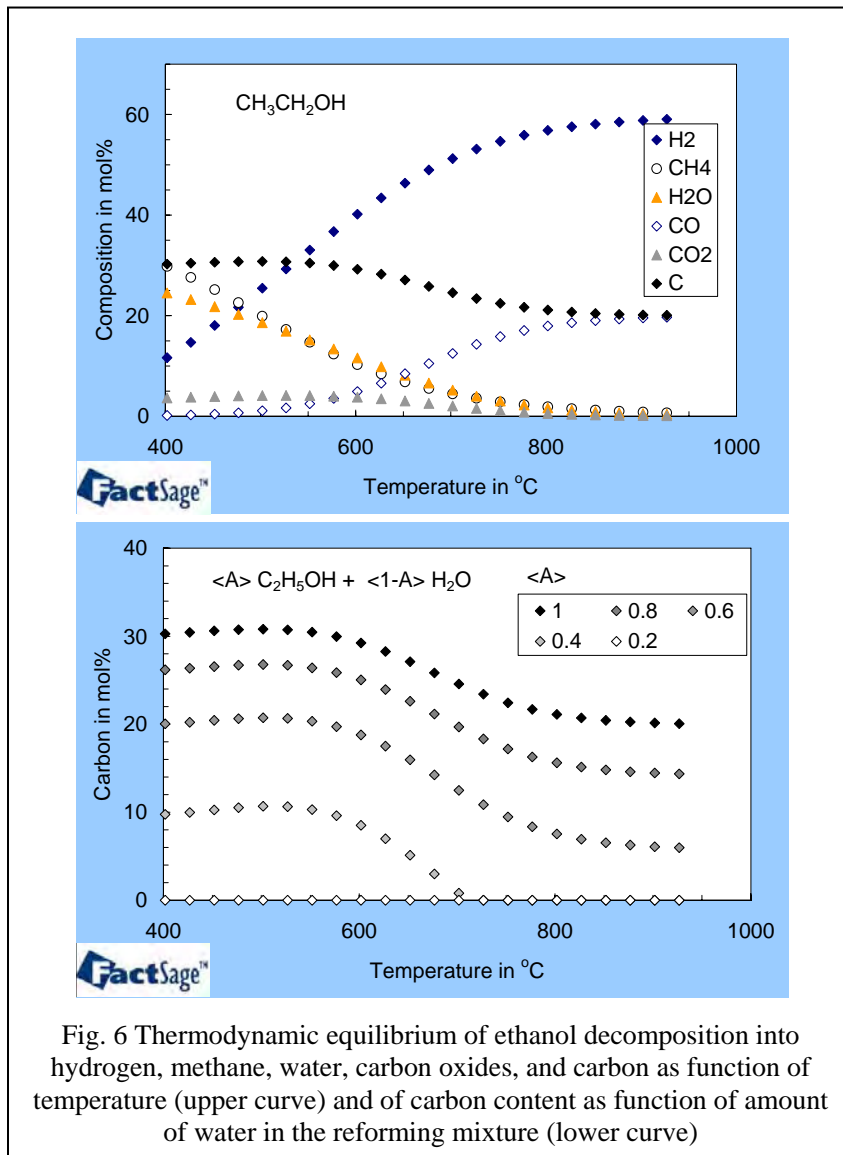 CH₃CH₂OH
60
40
20
0
400
600
800
1000
Composition in mol%
Temperature in °C
H2
CH4
H2O
CO
CO2
C
FactSage™
<A> C₂H₅OH + <1-A> H₂O
<A>
1 0.8 0.6
0.4 0.2
40
30
20
10
0
400
600
800
1000
Carbon in mol%
Temperature in °C
FactSage™
Fig. 6 Thermodynamic equilibrium of ethanol decomposition into
hydrogen, methane, water, carbon oxides, and carbon as function of
temperature (upper curve) and of carbon content as function of amount
of water in the reforming mixture (lower curve)